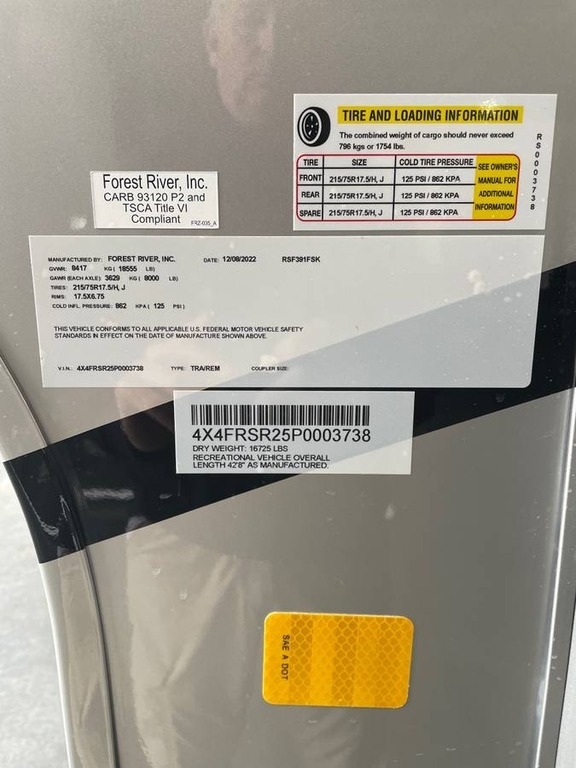 TIRE AND LOADING INFORMATION
The combined weight of cargo should never exceed
796 kgs or 1754 lbs.
TIRE SIZE COLD TIRE PRESSURE SEE OWNER'S MANUAL FOR ADDITIONAL INFORMATION
FRONT 215/75R17.5/H, J 125 PSI / 862 KPA
REAR 215/75R17.5/H, J 125 PSI / 862 KPA
SPARE 215/75R17.5/H, J 125 PSI / 862 KPA
RS0003738
Forest River, Inc.
CARB 93120 P2 and
TSCA Title VI
Compliant
FRZ-035_A
MANUFACTURED BY: FOREST RIVER, INC. DATE: 12/08/2022 RSF391FSK
GVWR: 8417 KG ( 18555 LB)
GAWR (EACH AXLE) 3629 KG ( 8000 LB)
TIRES: 215/75R17.5/H, J
RIMS: 17.5X6.75
COLD INFL. PRESSURE: 862 KPA ( 125 PSI )
THIS VEHICLE CONFORMS TO ALL APPLICABLE U.S. FEDERAL MOTOR VEHICLE SAFETY
STANDARDS IN EFFECT ON THE DATE OF MANUFACTURE SHOWN ABOVE.
V.I.N.: 4X4FRSR25P0003738 TYPE: TRA/REM COUPLER SIZE:
4X4FRSR25P0003738
DRY WEIGHT: 16725 LBS
RECREATIONAL VEHICLE OVERALL
LENGTH 42'8" AS MANUFACTURED.
SAE A DOT